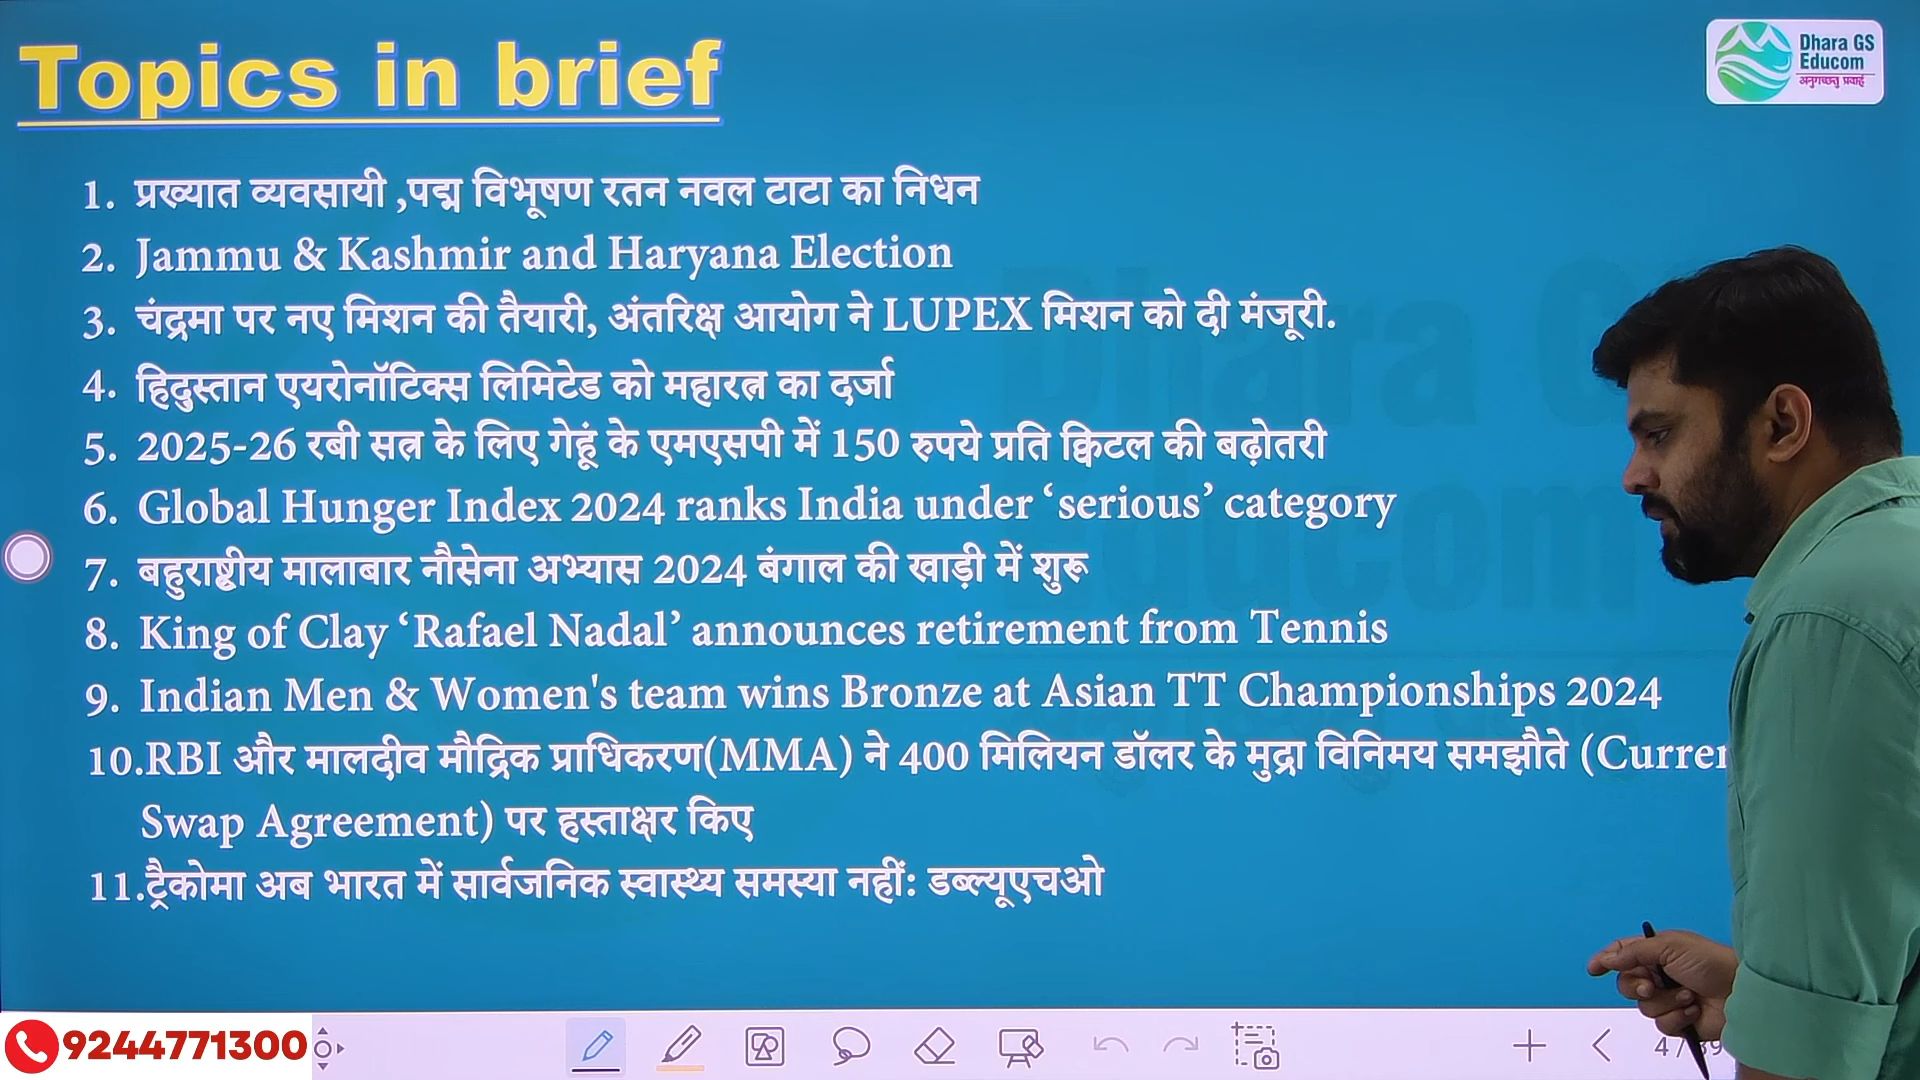 Topics in brief
Dhara GS
Educom
अनुगच्छतु प्रवाहं
1. प्रख्यात व्यवसायी ,पद्म विभूषण रतन नवल टाटा का निधन
2. Jammu & Kashmir and Haryana Election
3. चंद्रमा पर नए मिशन की तैयारी, अंतरिक्ष आयोग ने LUPEX मिशन को दी मंजूरी.
4. हिदुस्तान एयरोनॉटिक्स लिमिटेड को महारत्न का दर्जा
5. 2025-26 रबी सत्र के लिए गेहूं के एमएसपी में 150 रुपये प्रति क्विटल की बढ़ोतरी
6. Global Hunger Index 2024 ranks India under ‘serious’ category
7. बहुराष्ट्रीय मालाबार नौसेना अभ्यास 2024 बंगाल की खाड़ी में शुरू
8. King of Clay ‘Rafael Nadal’ announces retirement from Tennis
9. Indian Men & Women's team wins Bronze at Asian TT Championships 2024
10.RBI और मालदीव मौद्रिक प्राधिकरण(MMA) ने 400 मिलियन डॉलर के मुद्रा विनिमय समझौते
Swap Agreement) पर हस्ताक्षर किए
11.ट्रैकोमा अब भारत में सार्वजनिक स्वास्थ्य समस्या नहीं: डब्ल्यूएचओ
9244771300
4/